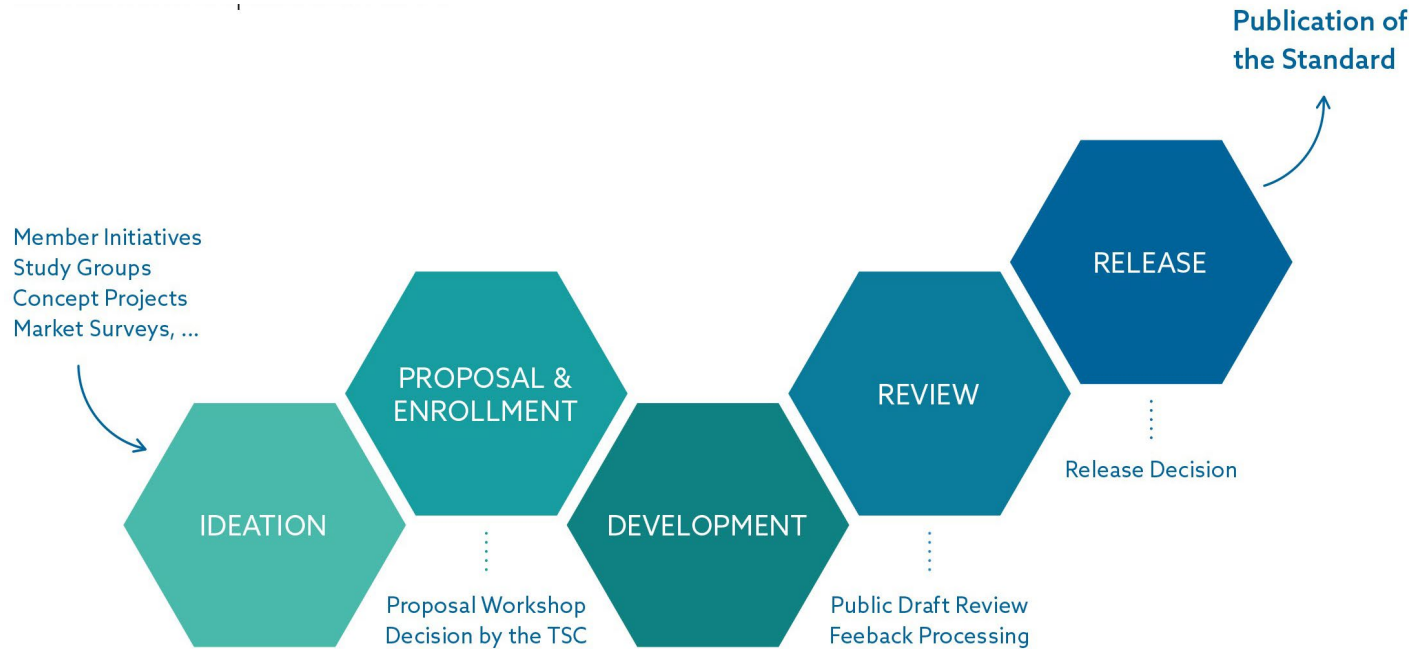 Publication of
the Standard
Member Initiatives
Study Groups
Concept Projects
Market Surveys, ...
IDEATION
PROPOSAL &
ENROLLMENT
Proposal Workshop
Decision by the TSC
DEVELOPMENT
REVIEW
Public Draft Review
Feeback Processing
RELEASE
Release Decision